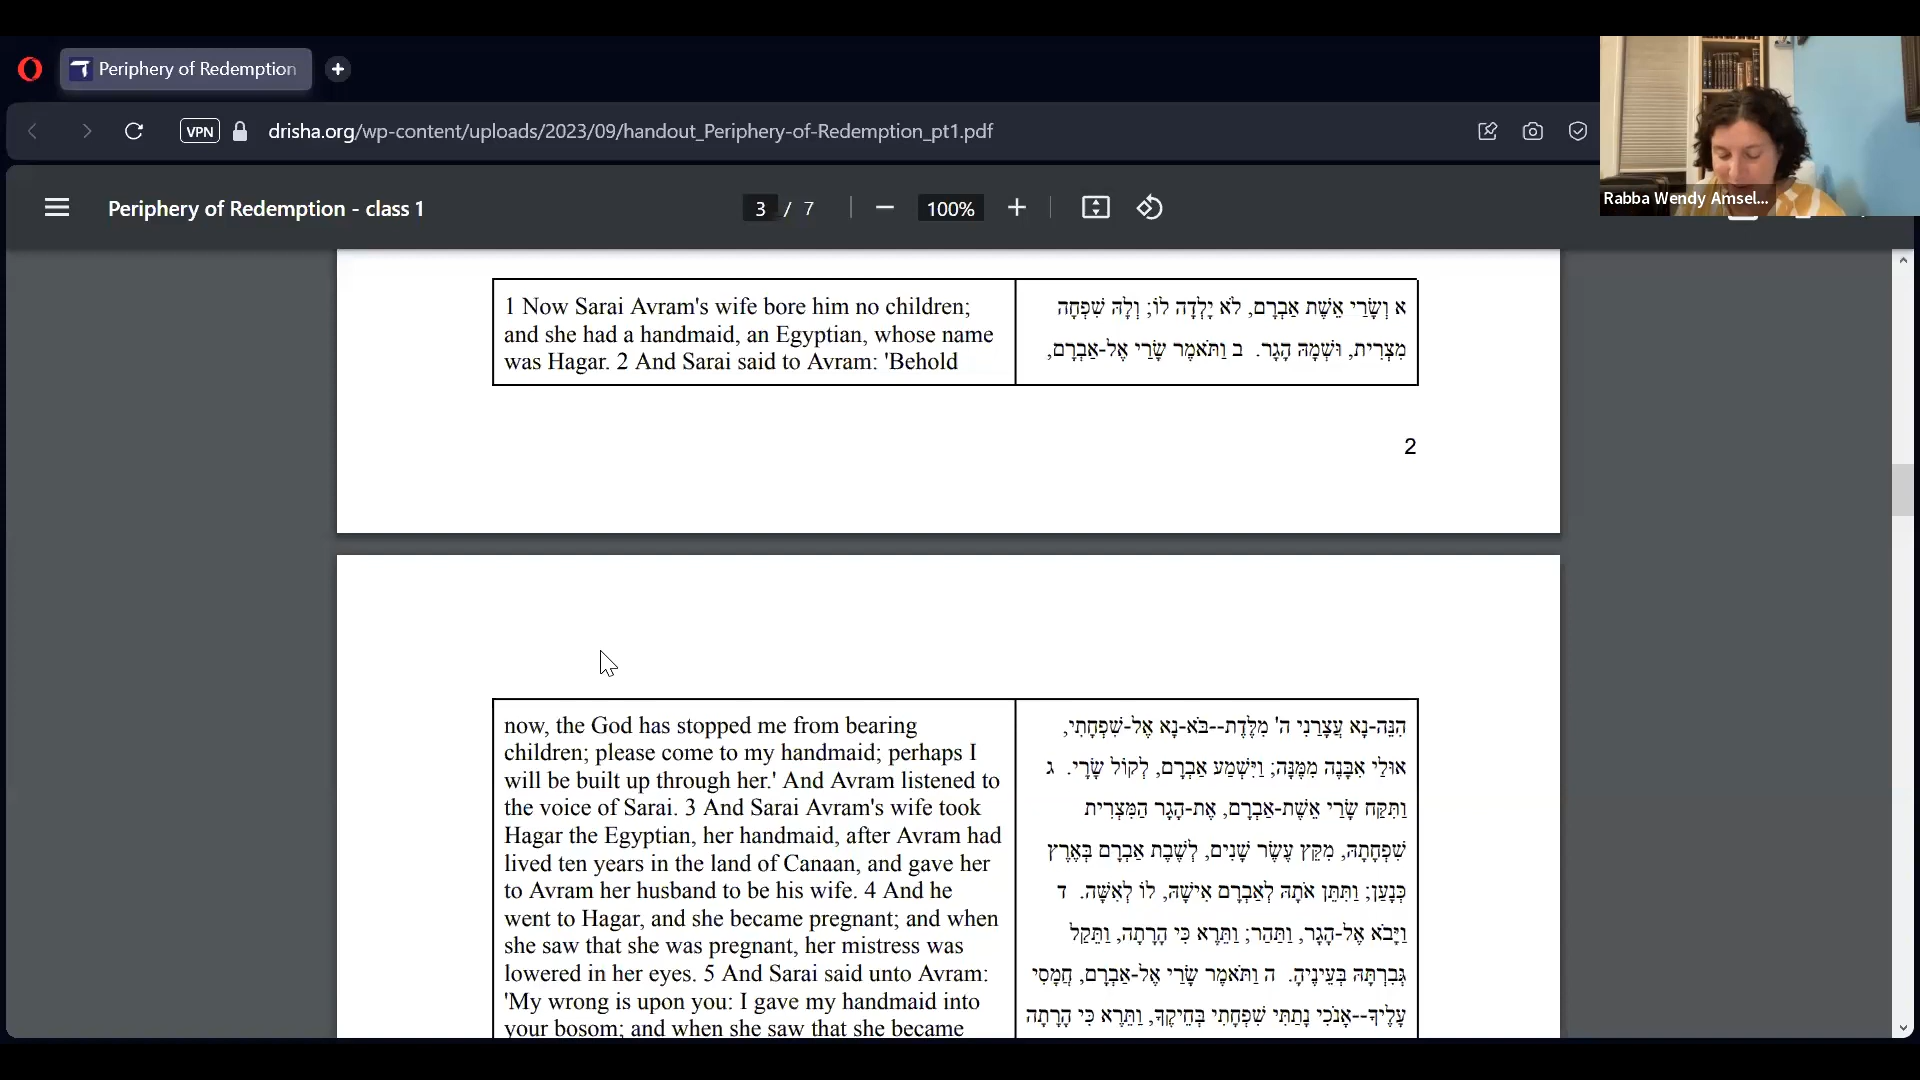 Periphery of Redemption
VPN
drisha.org/wp-content/uploads/2023/09/handout_Periphery-of-Redemption_pt1.pdf
Rabba Wendy Amsel...
Periphery of Redemption - class 1
3 / 7
100%
1 Now Sarai Avram's wife bore him no children;
and she had a handmaid, an Egyptian, whose name
was Hagar. 2 And Sarai said to Avram: 'Behold
א וְשָׂרַי אֵשֶׁת אַבְרָם, לֹא יָלְדָה לוֹ; וְלָהּ שִׁפְחָה
מִצְרִית, וּשְׁמָהּ הָגָר. ב וַתֹּאמֶר שָׂרַי אֶל-אַבְרָם,
2
now, the God has stopped me from bearing
children; please come to my handmaid; perhaps I
will be built up through her.' And Avram listened to
the voice of Sarai. 3 And Sarai Avram's wife took
Hagar the Egyptian, her handmaid, after Avram had
lived ten years in the land of Canaan, and gave her
to Avram her husband to be his wife. 4 And he
went to Hagar, and she became pregnant; and when
she saw that she was pregnant, her mistress was
lowered in her eyes. 5 And Sarai said unto Avram:
'My wrong is upon you: I gave my handmaid into
your bosom; and when she saw that she became
הִנֵּה-נָא עֲצָרַנִי ה' מִלֶּדֶת--בֹּא-נָא אֶל-שִׁפְחָתִי,
אוּלַי אִבָּנֶה מִמֶּנָּה; וַיִּשְׁמַע אַבְרָם, לְקוֹל שָׂרָי. ג
וַתִּקַּח שָׂרַי אֵשֶׁת-אַבְרָם, אֶת-הָגָר הַמִּצְרִית
שִׁפְחָתָהּ, מִקֵּץ עֶשֶׂר שָׁנִים, לְשֶׁבֶת אַבְרָם בְּאֶרֶץ
כְּנָעַן; וַתִּתֵּן אֹתָהּ לְאַבְרָם אִישָׁהּ, לוֹ לְאִשָּׁה. ד
וַיָּבֹא אֶל-הָגָר, וַתַּהַר; וַתֵּרֶא כִּי הָרָתָה, וַתֵּקַל
גְּבִרְתָּהּ בְּעֵינֶיהָ. ה וַתֹּאמֶר שָׂרַי אֶל-אַבְרָם, חֲמָסִי
עָלֶיךָ--אָנֹכִי נָתַתִּי שִׁפְחָתִי בְּחֵיקֶךָ, וַתֵּרֶא כִּי הָרָתָה